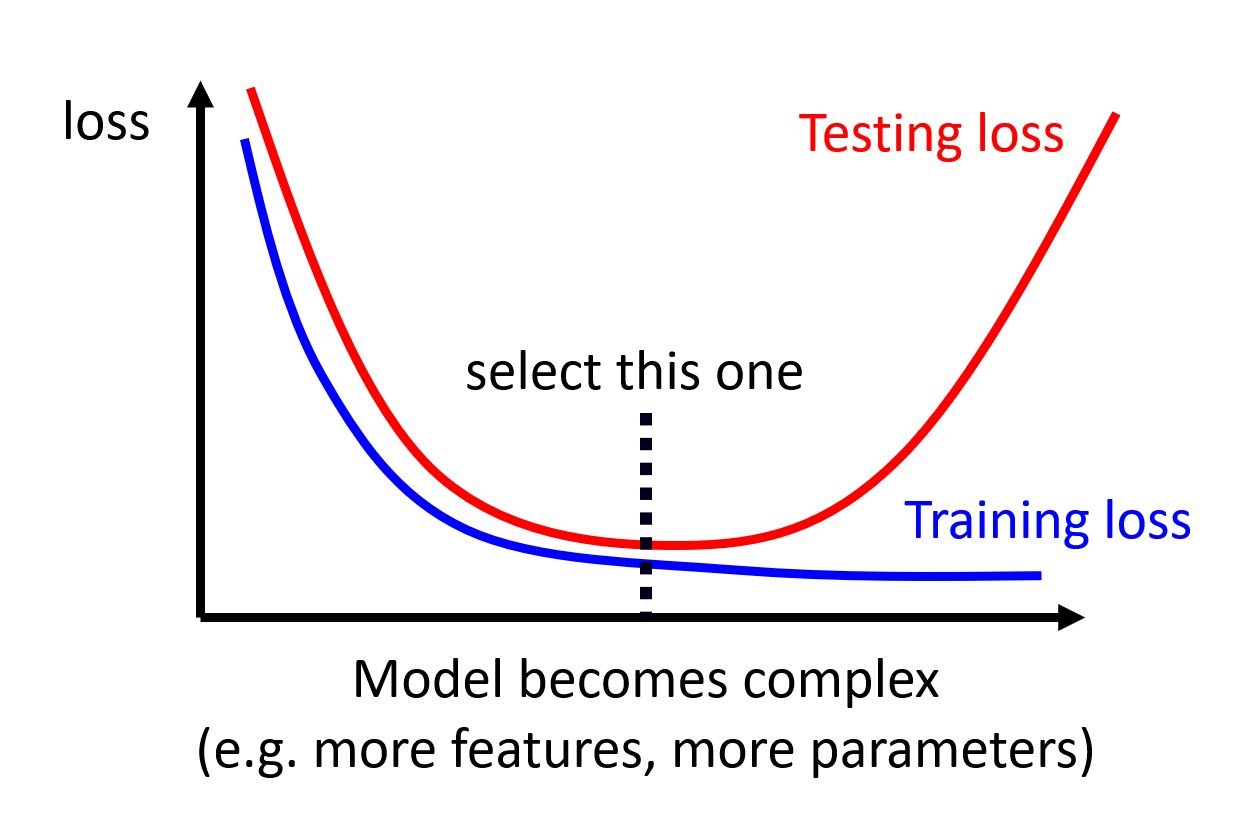 loss
Testing loss
select this one
Training loss
Model becomes complex
(e.g. more features, more parameters)